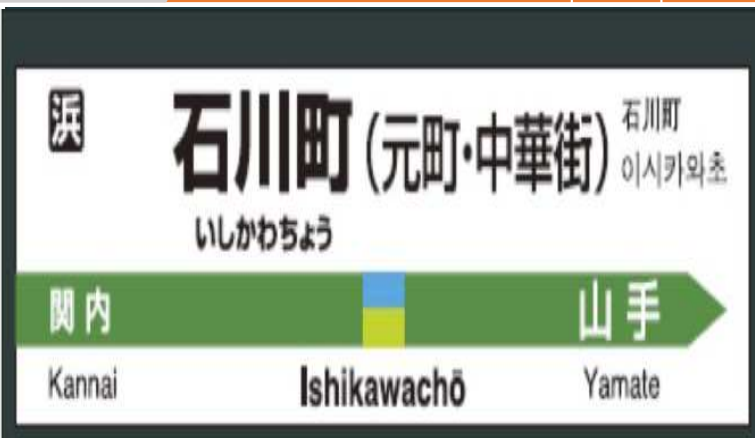 浜
石川町(元町・中華街)
石川町
이시카와초
いしかわちょう
関内 山手
Kannai Ishikawachō Yamate